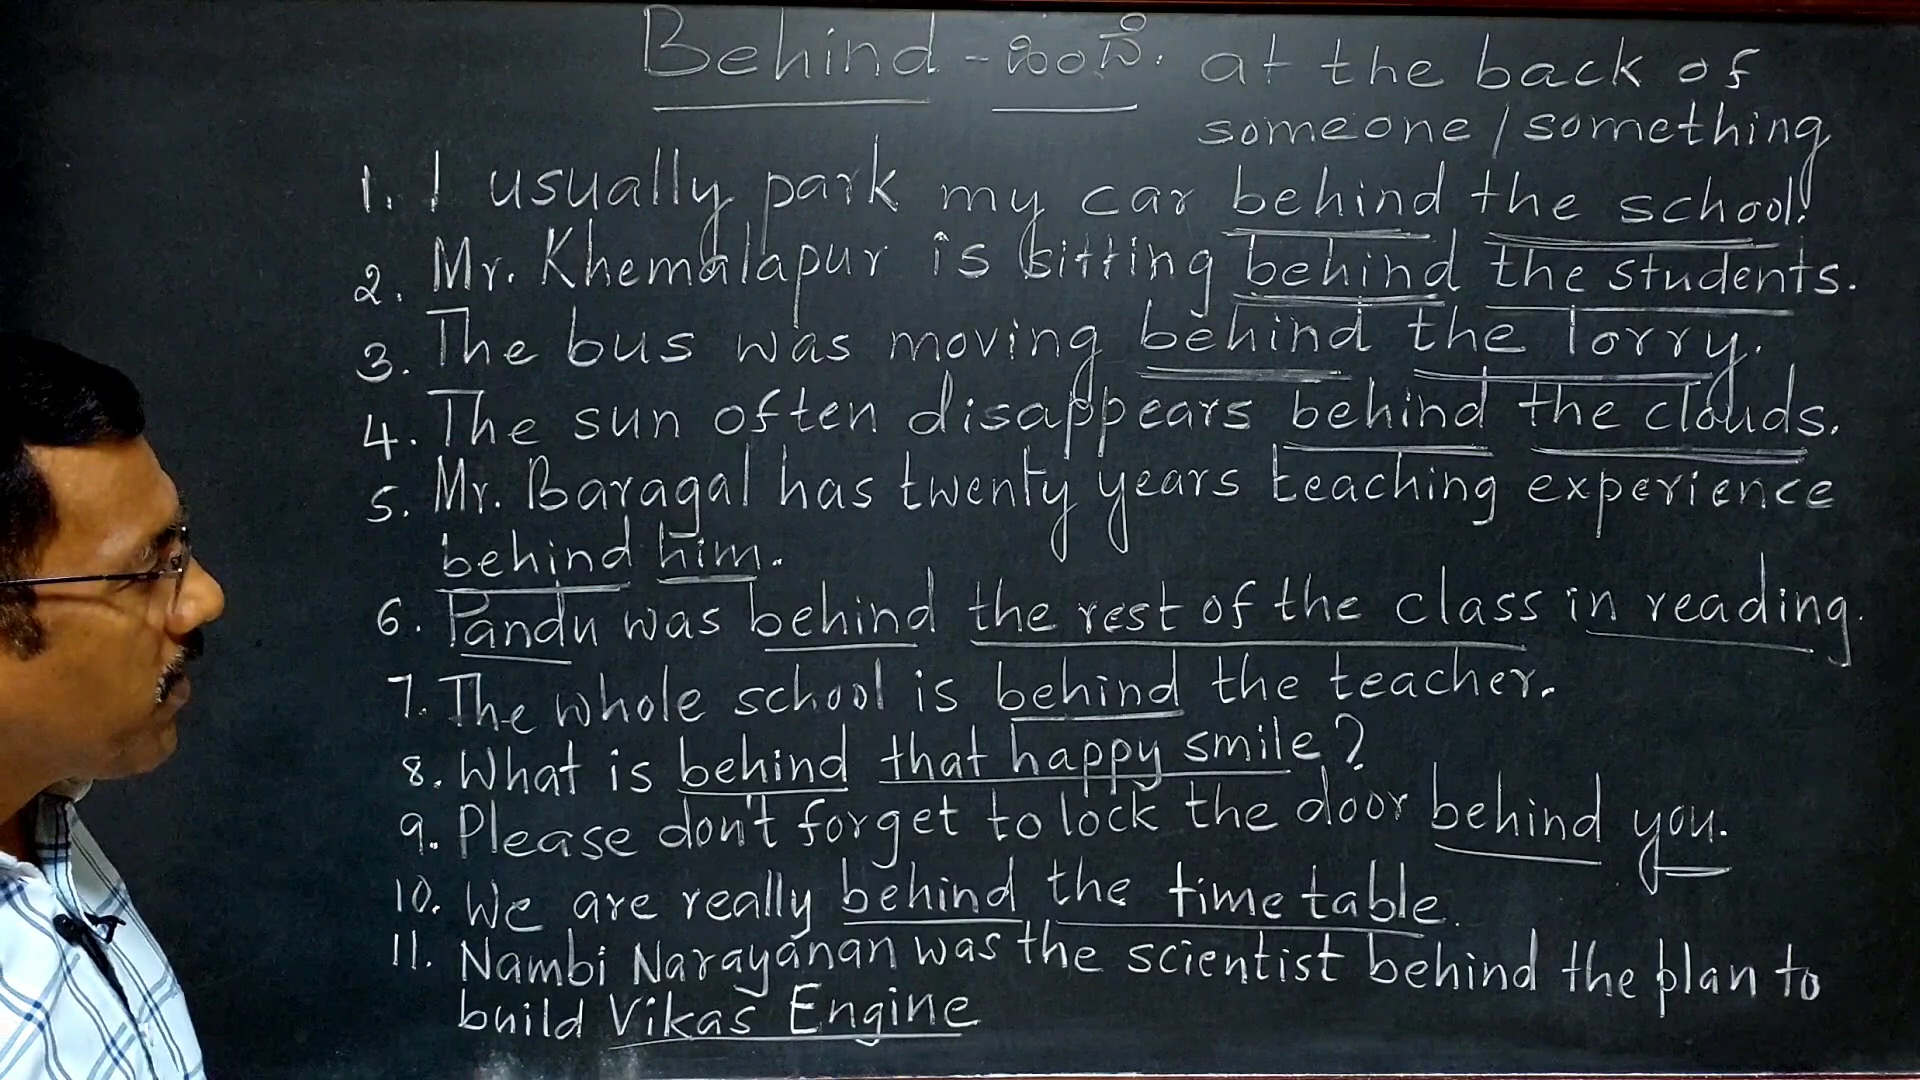 Behind - ಹಿಂದೆ. at the back of
someone / something
1. I usually park my car behind the school.
2. Mr. Khemalapur is sitting behind the students.
3. The bus was moving behind the lorry.
4. The sun often disappears behind the clouds.
5. Mr. Baragal has twenty years teaching experience
behind him.
6. Pandu was behind the rest of the class in reading.
7. The whole school is behind the teacher.
8. What is behind that happy smile?
9. Please don't forget to lock the door behind you.
10. We are really behind the time table.
11. Nambi Narayanan was the scientist behind the plan to
build Vikas Engine